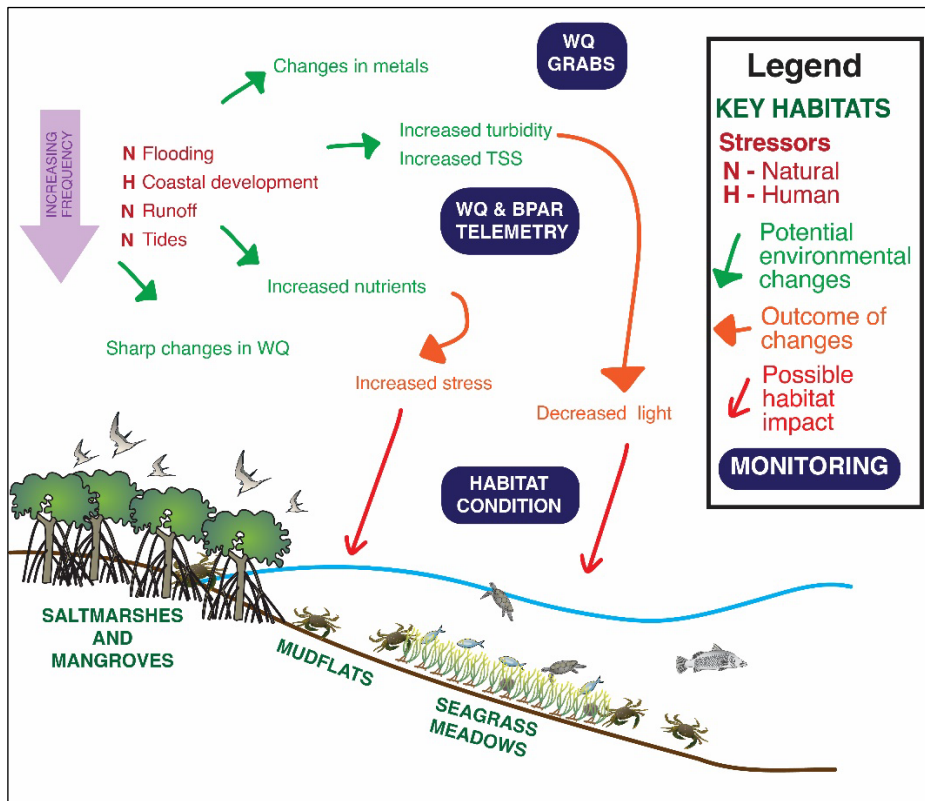 WQ
GRABS
Changes in metals
INCREASING
FREQUENCY
N Flooding
H Coastal development
N Runoff
N Tides
Increased turbidity
Increased TSS
WQ & BPAR
TELEMETRY
Increased nutrients
Sharp changes in WQ
Increased stress
Decreased light
HABITAT
CONDITION
SALTMARSHES
AND
MANGROVES
MUDFLATS
SEAGRASS
MEADOWS
Legend
KEY HABITATS
Stressors
N - Natural
H - Human
Potential
environmental
changes
Outcome of
changes
Possible
habitat
impact
MONITORING